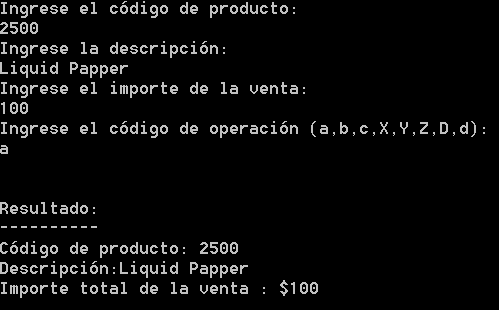 Ingrese el código de producto:
2500
Ingrese la descripción:
Liquid Papper
Ingrese el importe de la venta:
100
Ingrese el código de operación (a,b,c,X,Y,Z,D,d):
a
Resultado:
----------
Código de producto: 2500
Descripción:Liquid Papper
Importe total de la venta : $100